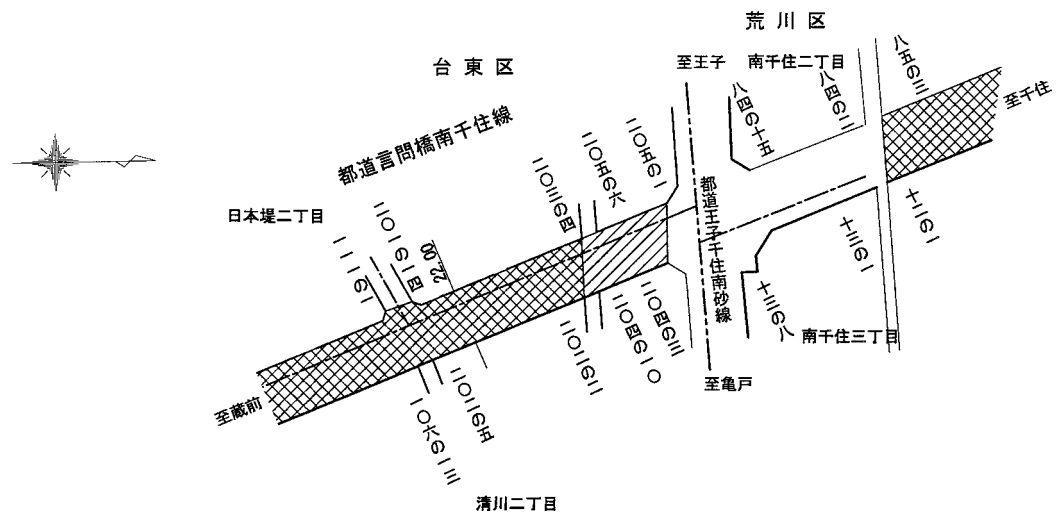 荒川区
台東区
至王子
南千住二丁目
八五の三
八四の二
八四の十五
至千住
都道言問橋南千住線
二〇五の一
二〇五の六
二〇三の四
日本堤二丁目
二〇一の一四
一一一の一
22.00
都道王子千住南砂線
十二の一
十三の一
十三の八
南千住三丁目
二〇四の三
二〇四の一〇
二〇二の二
至亀戸
至蔵前
二〇二の五
一〇六の一三
清川二丁目